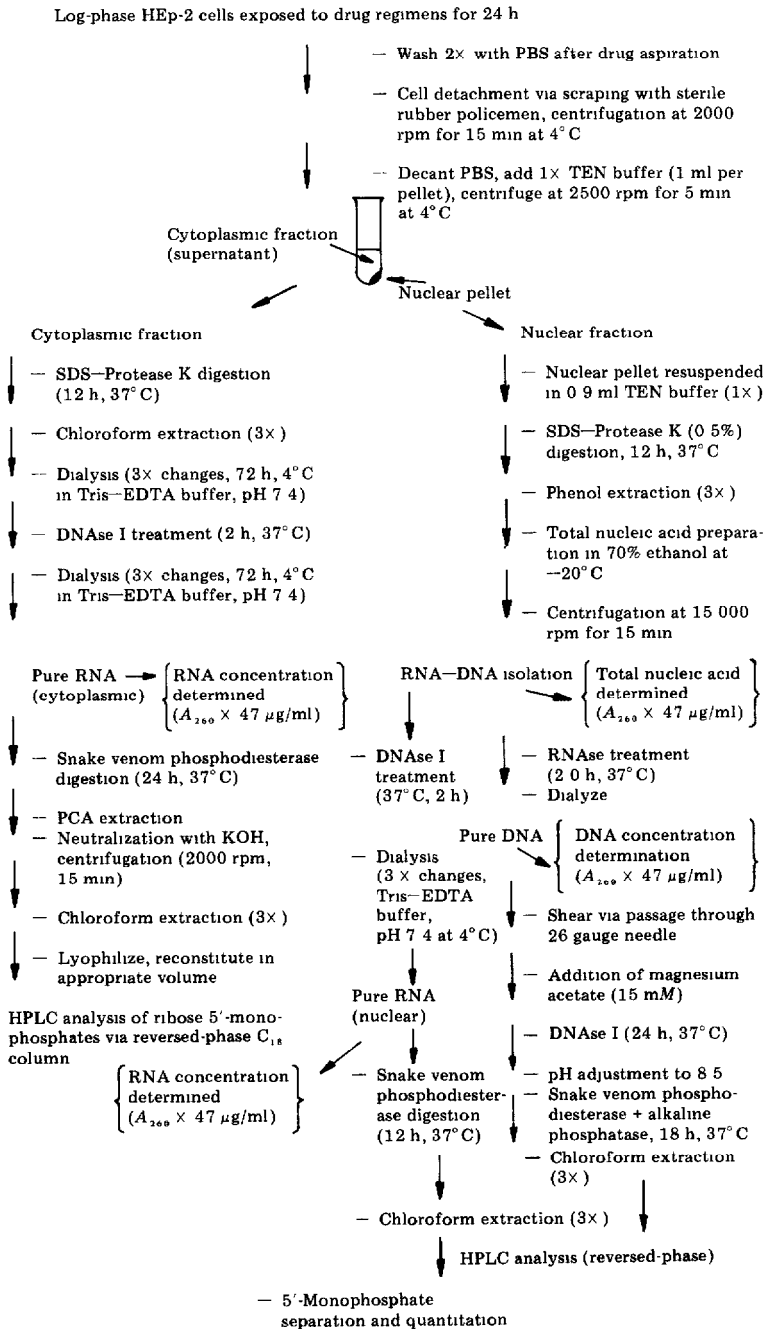 Log-phase HEp-2 cells exposed to drug regimens for 24 h
— Wash 2× with PBS after drug aspiration
— Cell detachment via scraping with sterile
rubber policemen, centrifugation at 2000
rpm for 15 min at 4°C
— Decant PBS, add 1× TEN buffer (1 ml per
pellet), centrifuge at 2500 rpm for 5 min
at 4°C
Cytoplasmic fraction
(supernatant)
Nuclear pellet
Cytoplasmic fraction
— SDS—Protease K digestion
(12 h, 37°C)
— Chloroform extraction (3×)
— Dialysis (3× changes, 72 h, 4°C
in Tris—EDTA buffer, pH 7 4)
— DNAse I treatment (2 h, 37°C)
— Dialysis (3× changes, 72 h, 4°C
in Tris—EDTA buffer, pH 7 4)
Nuclear fraction
— Nuclear pellet resuspended
in 0 9 ml TEN buffer (1×)
— SDS—Protease K (0 5%)
digestion, 12 h, 37°C
— Phenol extraction (3×)
— Total nucleic acid prepara-
tion in 70% ethanol at
—20°C
— Centrifugation at 15 000
rpm for 15 min
Pure RNA
(cytoplasmic)
RNA concentration
determined
(A₂₆₀ × 47 μg/ml)
— Snake venom phosphodiesterase
digestion (24 h, 37°C)
— PCA extraction
— Neutralization with KOH,
centrifugation (2000 rpm,
15 min)
— Chloroform extraction (3×)
— Lyophilize, reconstitute in
appropriate volume
HPLC analysis of ribose 5'-mono-
phosphates via reversed-phase C₁₈
column
RNA—DNA isolation
Total nucleic acid
determined
(A₂₆₀ × 47 μg/ml)
— DNAse I
treatment
(37°C, 2 h)
— Dialysis
(3 × changes,
Tris—EDTA
buffer,
pH 7 4 at 4°C)
Pure RNA
(nuclear)
RNA concentration
determined
(A₂₆₀ × 47 μg/ml)
— Snake venom
phosphodiester-
ase digestion
(12 h, 37°C)
— Chloroform extraction (3×)
— 5'-Monophosphate
separation and quantitation
— RNAse treatment
(2 0 h, 37°C)
— Dialyze
Pure DNA
DNA concentration
determination
(A₂₆₀ × 47 μg/ml)
— Shear via passage through
26 gauge needle
— Addition of magnesium
acetate (15 mM)
— DNAse I (24 h, 37°C)
— pH adjustment to 8 5
— Snake venom phospho-
diesterase + alkaline
phosphatase, 18 h, 37°C
— Chloroform extraction
(3×)
HPLC analysis (reversed-phase)